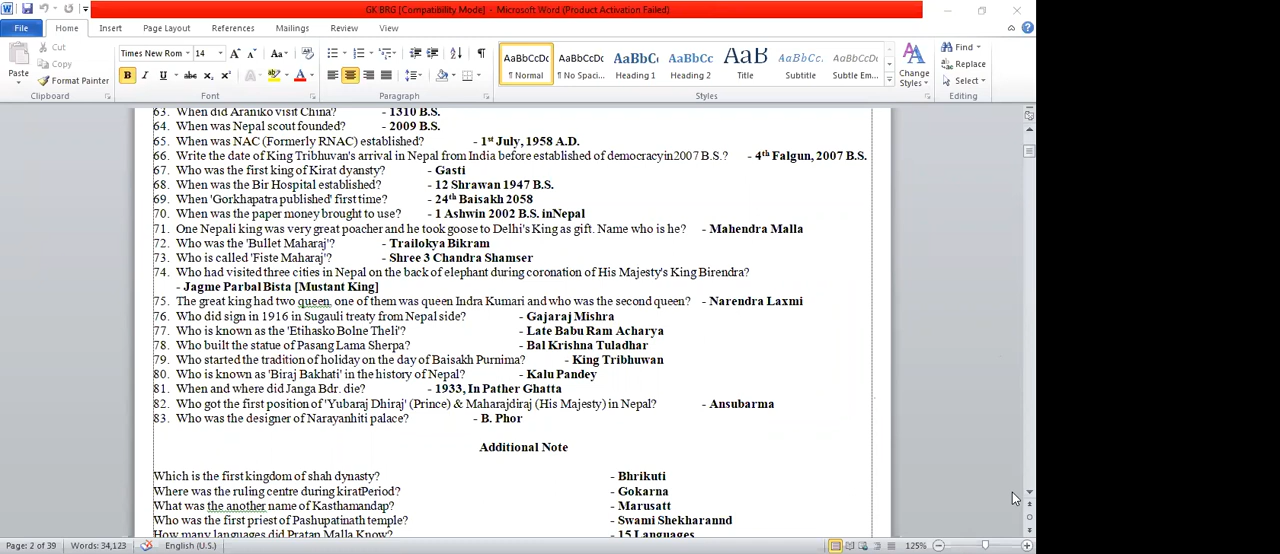 GK BRG [Compatibility Mode] - Microsoft Word (Product Activation Failed)
File Home Insert Page Layout References Mailings Review View
Cut
Copy
Format Painter
Paste
Clipboard
Times New Rom 14
Font
Paragraph
AaBbCcDc AaBbCcDc AaBbCc AaBbCc AaB AaBbCc. AaBbCcDc
¶ Normal ¶ No Spaci... Heading 1 Heading 2 Title Subtitle Subtle Em...
Change Styles
Styles
Find
Replace
Select
Editing
63. When did Araniko visit China? - 1310 B.S.
64. When was Nepal scout founded? - 2009 B.S.
65. When was NAC (Formerly RNAC) established? - 1st July, 1958 A.D.
66. Write the date of King Tribhuvan's arrival in Nepal from India before established of democracyin2007 B.S.? - 4th Falgun, 2007 B.S.
67. Who was the first king of Kirat dyansty? - Gasti
68. When was the Bir Hospital established? - 12 Shrawan 1947 B.S.
69. When 'Gorkhapatra published' first time? - 24th Baisakh 2058
70. When was the paper money brought to use? - 1 Ashwin 2002 B.S. inNepal
71. One Nepali king was very great poacher and he took goose to Delhi's King as gift. Name who is he? - Mahendra Malla
72. Who was the 'Bullet Maharaj'? - Trailokya Bikram
73. Who is called 'Fiste Maharaj'? - Shree 3 Chandra Shamser
74. Who had visited three cities in Nepal on the back of elephant during coronation of His Majesty's King Birendra?
- Jagme Parbal Bista [Mustant King]
75. The great king had two queen, one of them was queen Indra Kumari and who was the second queen? - Narendra Laxmi
76. Who did sign in 1916 in Sugauli treaty from Nepal side? - Gajaraj Mishra
77. Who is known as the 'Etihasko Bolne Theli'? - Late Babu Ram Acharya
78. Who built the statue of Pasang Lama Sherpa? - Bal Krishna Tuladhar
79. Who started the tradition of holiday on the day of Baisakh Purnima? - King Tribhuwan
80. Who is known as 'Biraj Bakhati' in the history of Nepal? - Kalu Pandey
81. When and where did Janga Bdr. die? - 1933, In Pather Ghatta
82. Who got the first position of 'Yubaraj Dhiraj' (Prince) & Maharajdiraj (His Majesty) in Nepal? - Ansubarma
83. Who was the designer of Narayanhiti palace? - B. Phor
Additional Note
Which is the first kingdom of shah dynasty? - Bhrikuti
Where was the ruling centre during kiratPeriod? - Gokarna
What was the another name of Kasthamandap? - Marusatt
Who was the first priest of Pashupatinath temple? - Swami Shekharannd
How many languages did Pratap Malla Know? - 15 Languages
Page: 2 of 39 Words: 34,123 English (U.S.) 125%